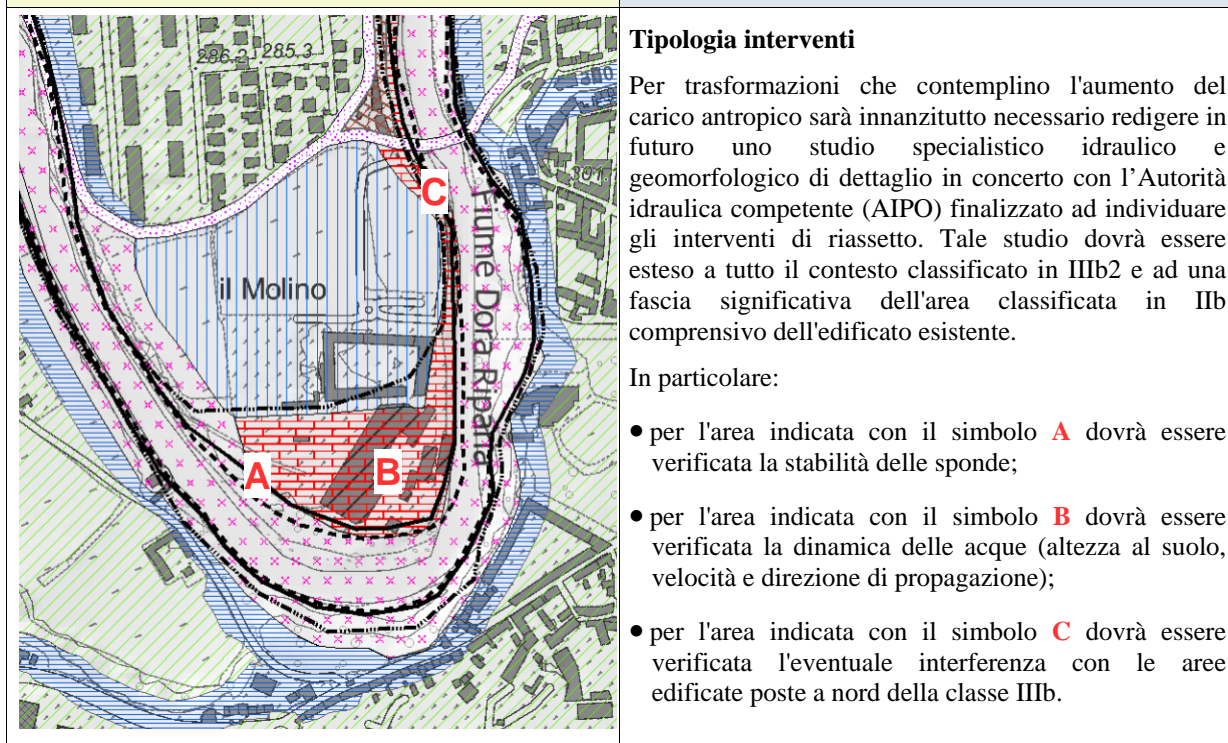 286.2
285.3
300
301.1
C
Fiume Dora Riparia
il Molino
A
B
Tipologia interventi
Per trasformazioni che contemplino l'aumento del
carico antropico sarà innanzitutto necessario redigere in
futuro uno studio specialistico idraulico e
geomorfologico di dettaglio in concerto con l’Autorità
idraulica competente (AIPO) finalizzato ad individuare
gli interventi di riassetto. Tale studio dovrà essere
esteso a tutto il contesto classificato in IIIb2 e ad una
fascia significativa dell'area classificata in IIb
comprensivo dell'edificato esistente.
In particolare:
• per l'area indicata con il simbolo A dovrà essere
verificata la stabilità delle sponde;
• per l'area indicata con il simbolo B dovrà essere
verificata la dinamica delle acque (altezza al suolo,
velocità e direzione di propagazione);
• per l'area indicata con il simbolo C dovrà essere
verificata l'eventuale interferenza con le aree
edificate poste a nord della classe IIIb.